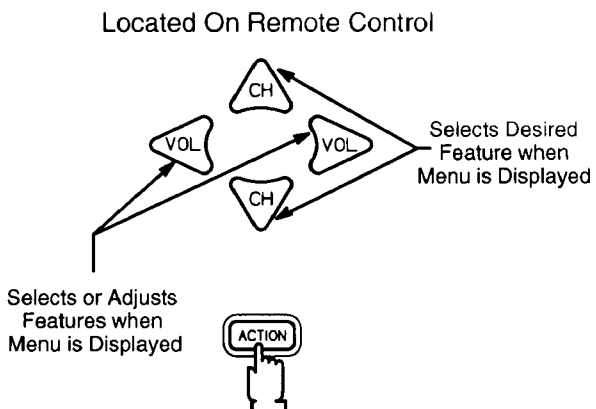 Located On Remote Control
CH
VOL
VOL
CH
Selects Desired
Feature when
Menu is Displayed
Selects or Adjusts
Features when
Menu is Displayed
ACTION